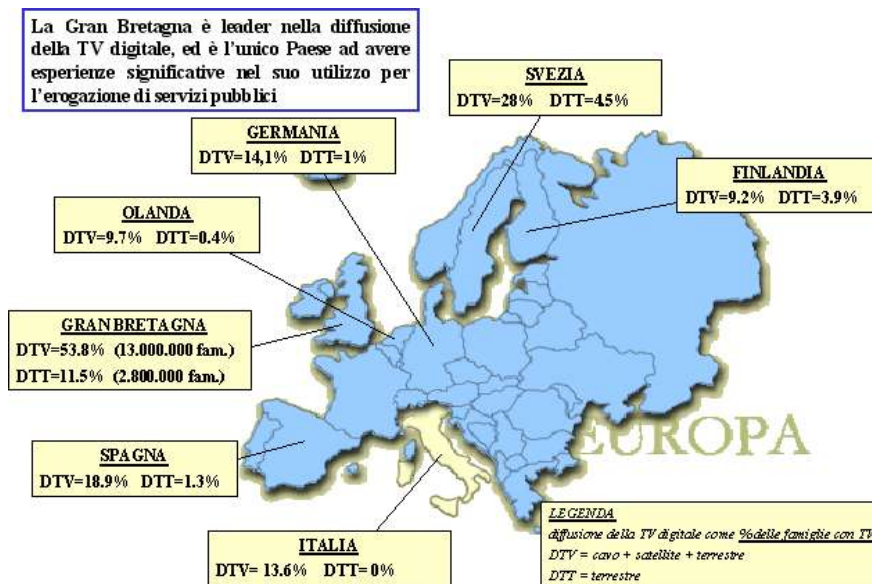 La Gran Bretagna è leader nella diffusione
della TV digitale, ed è l'unico Paese ad avere
esperienze significative nel suo utilizzo per
l'erogazione di servizi pubblici
SVEZIA
DTV=28% DTT=4.5%
GERMANIA
DTV=14,1% DTT=1%
FINLANDIA
DTV=9.2% DTT=3.9%
OLANDA
DTV=9.7% DTT=0.4%
GRAN BRETAGNA
DTV=53.8% (13.000.000 fam.)
DTT=11.5% (2.800.000 fam.)
EUROPA
SPAGNA
DTV=18.9% DTT=1.3%
ITALIA
DTV= 13.6% DTT= 0%
LEGENDA
diffusione della TV digitale come % delle famiglie con TV
DTV = cavo + satellite + terrestre
DTT = terrestre